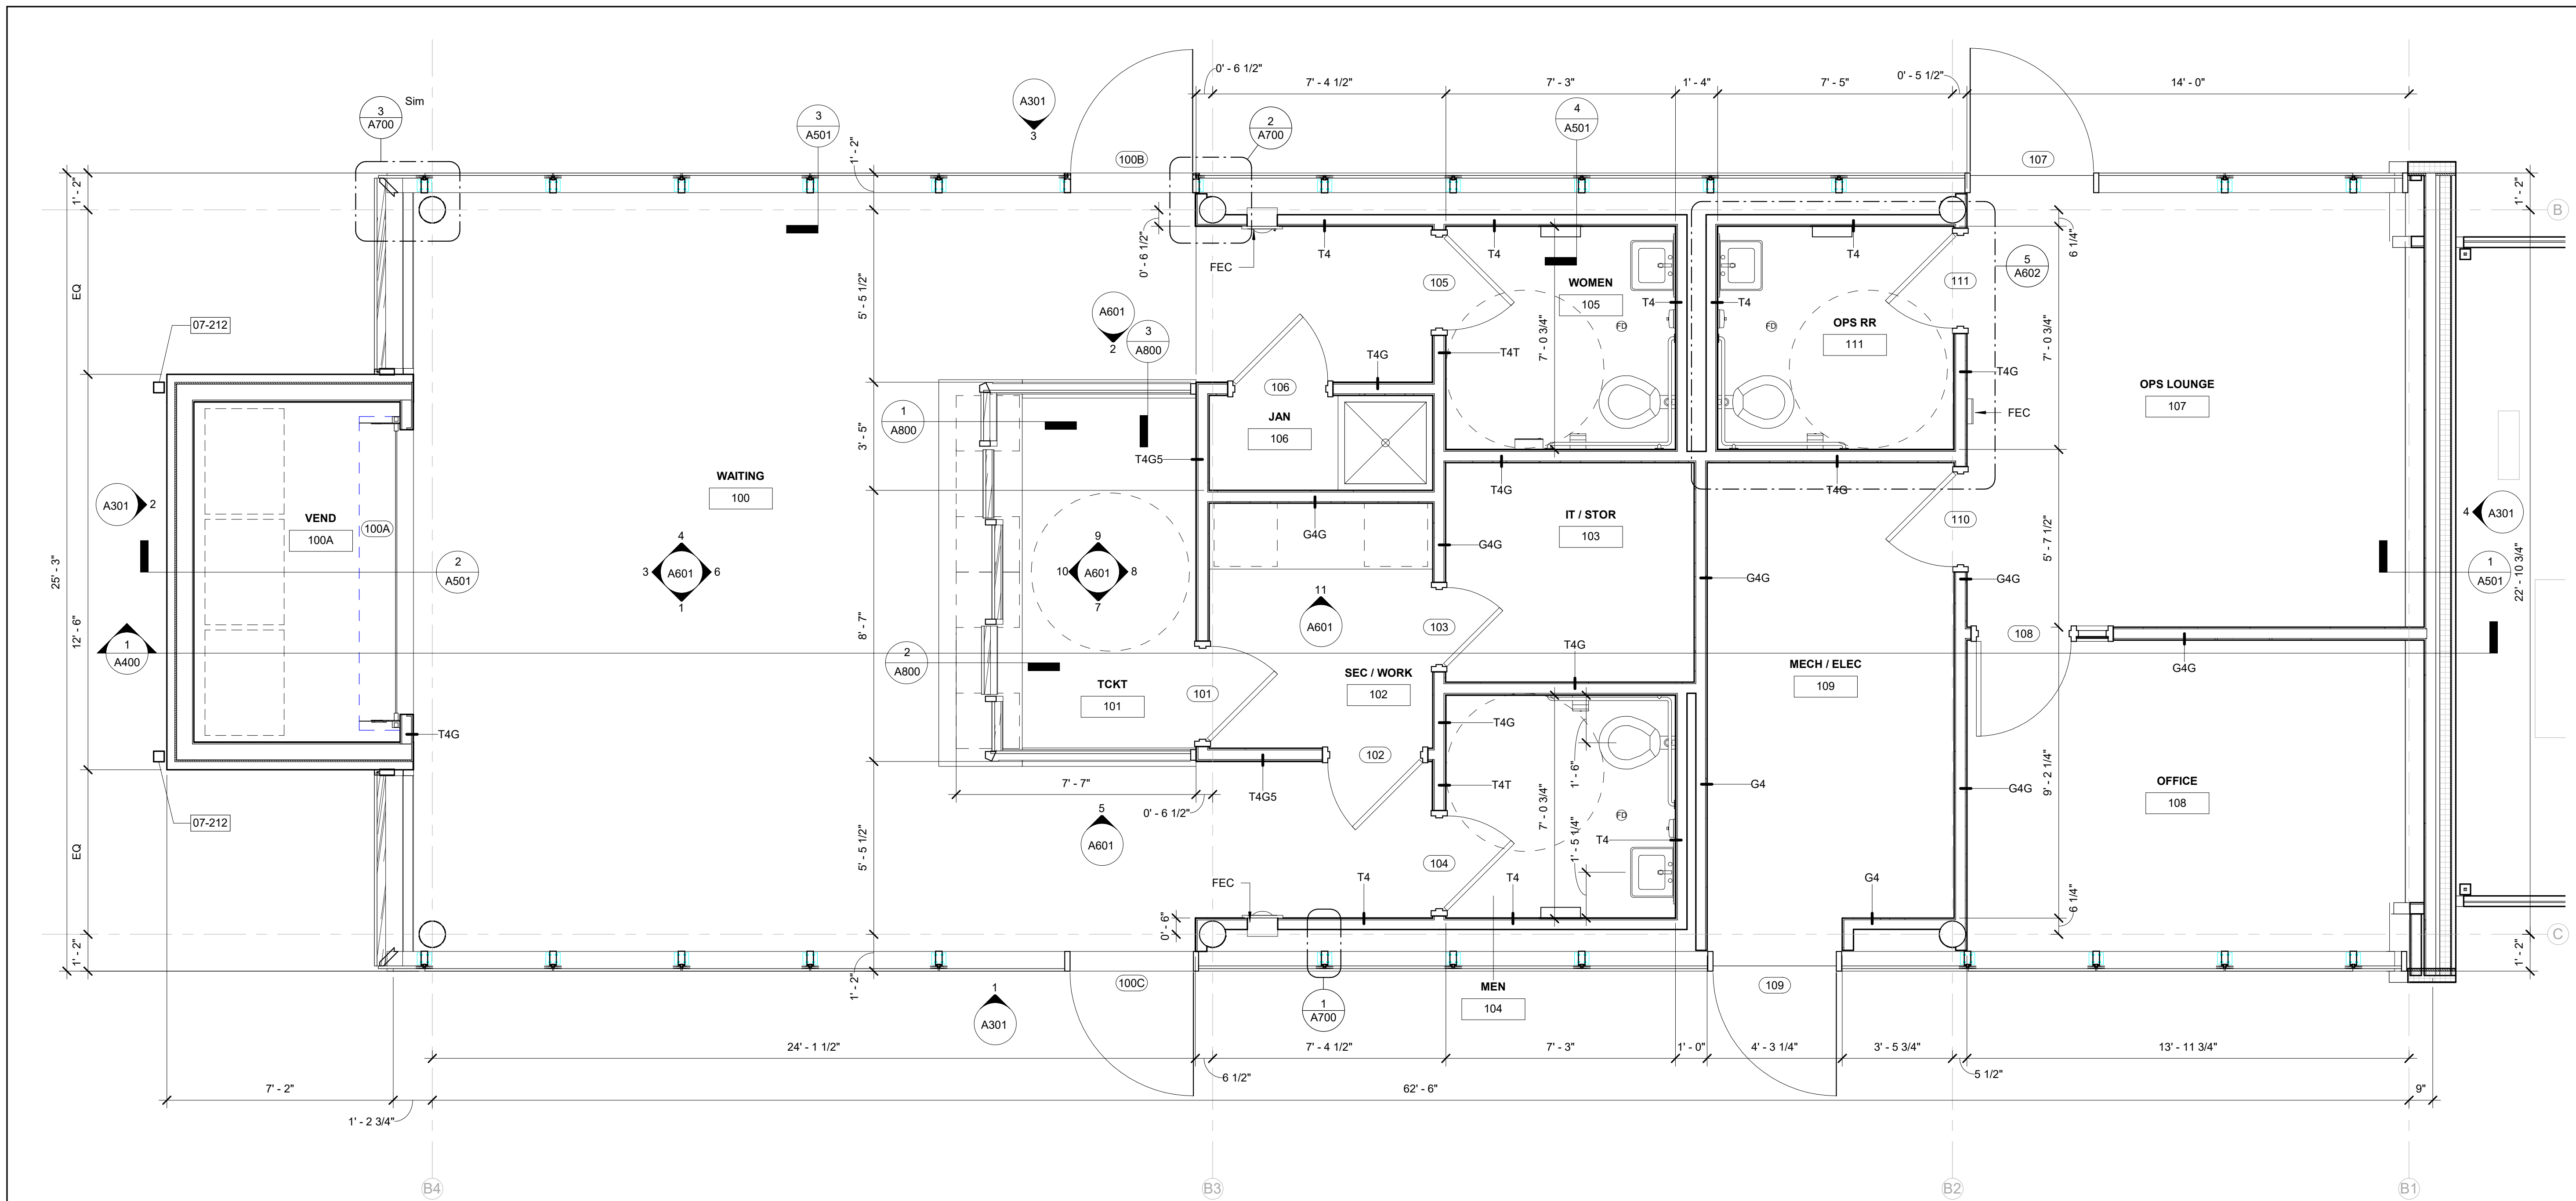 0' - 6 1/2"
7' - 4 1/2"
7' - 3"
1' - 4"
7' - 5"
0' - 5 1/2"
14' - 0"
3
A700
Sim
3
A501
A301
3
2
A700
4
A501
100B
107
1' - 2"
1' - 2"
1' - 2"
B
EQ
5' - 5 1/2"
0' - 6 1/2"
FEC
T4
T4
T4
6 1/4"
105
WOMEN
105
T4
T4
111
5
A602
07-212
A601
2
3
A800
FD
FD
OPS RR
111
7' - 0 3/4"
7' - 0 3/4"
T4G
T4T
T4G
106
JAN
106
OPS LOUNGE
107
FEC
1
A800
3' - 5"
T4G5
WAITING
100
T4G
T4G
A301
2
VEND
100A
100A
G4G
IT / STOR
103
110
4
A301
25' - 3"
12' - 6"
2
A501
4
3
A601
6
1
9
10
A601
8
7
G4G
G4G
G4G
5' - 7 1/2"
1
A501
22' - 10 3/4"
11
A601
103
108
1
A400
8' - 7"
2
A800
T4G
G4G
TCKT
101
101
SEC / WORK
102
MECH / ELEC
109
T4G
T4G
102
1' - 6"
7' - 7"
T4G5
T4T
7' - 0 3/4"
G4
G4G
9' - 2 1/4"
OFFICE
108
07-212
0' - 6 1/2"
5
A601
FD
T4
1' - 5 1/4"
EQ
5' - 5 1/2"
104
FEC
T4
T4
G4
6 1/4"
0' - 6"
C
1' - 2"
1' - 2"
1' - 2"
100C
MEN
104
109
1
A301
1
A700
24' - 1 1/2"
7' - 4 1/2"
7' - 3"
1' - 0"
4' - 3 1/4"
3' - 5 3/4"
13' - 11 3/4"
6 1/2"
5 1/2"
7' - 2"
62' - 6"
9"
1' - 2 3/4"
B4
B3
B2
B1